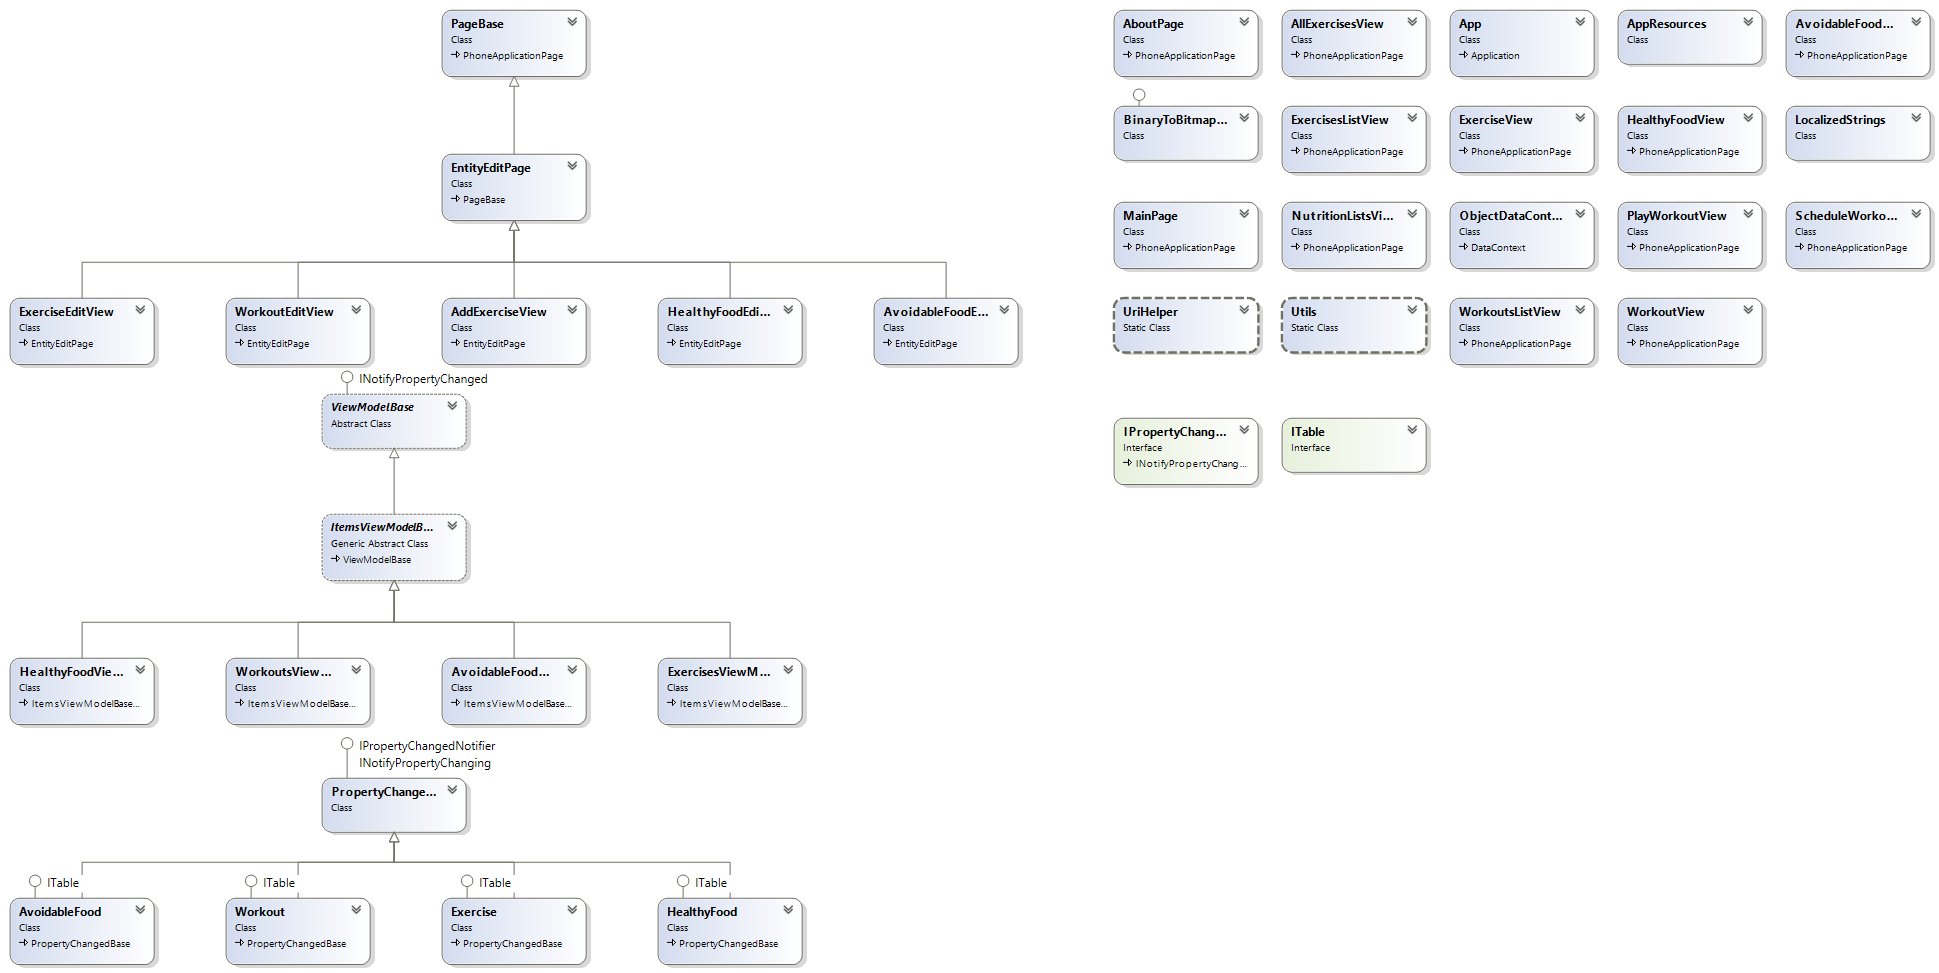 PageBase
Class
PhoneApplicationPage
EntityEditPage
Class
PageBase
ExerciseEditView
Class
EntityEditPage
WorkoutEditView
Class
EntityEditPage
AddExerciseView
Class
EntityEditPage
HealthyFoodEdi...
Class
EntityEditPage
AvoidableFoodE...
Class
EntityEditPage
INotifyPropertyChanged
ViewModelBase
Abstract Class
ItemsViewModelB...
Generic Abstract Class
ViewModelBase
HealthyFoodVie...
Class
ItemsViewModelBase...
WorkoutsView...
Class
ItemsViewModelBase...
AvoidableFood...
Class
ItemsViewModelBase...
ExercisesViewM...
Class
ItemsViewModelBase...
IPropertyChangedNotifier
INotifyPropertyChanging
PropertyChange...
Class
ITable
AvoidableFood
Class
PropertyChangedBase
ITable
Workout
Class
PropertyChangedBase
ITable
Exercise
Class
PropertyChangedBase
ITable
HealthyFood
Class
PropertyChangedBase
AboutPage
Class
PhoneApplicationPage
AllExercisesView
Class
PhoneApplicationPage
App
Class
Application
AppResources
Class
AvoidableFood...
Class
PhoneApplicationPage
BinaryToBitmap...
Class
ExercisesListView
Class
PhoneApplicationPage
ExerciseView
Class
PhoneApplicationPage
HealthyFoodView
Class
PhoneApplicationPage
LocalizedStrings
Class
MainPage
Class
PhoneApplicationPage
NutritionListsVi...
Class
PhoneApplicationPage
ObjectDataCont...
Class
DataContext
PlayWorkoutView
Class
PhoneApplicationPage
ScheduleWorko...
Class
PhoneApplicationPage
UriHelper
Static Class
Utils
Static Class
WorkoutsListView
Class
PhoneApplicationPage
WorkoutView
Class
PhoneApplicationPage
IPropertyChang...
Interface
INotifyPropertyChang...
ITable
Interface